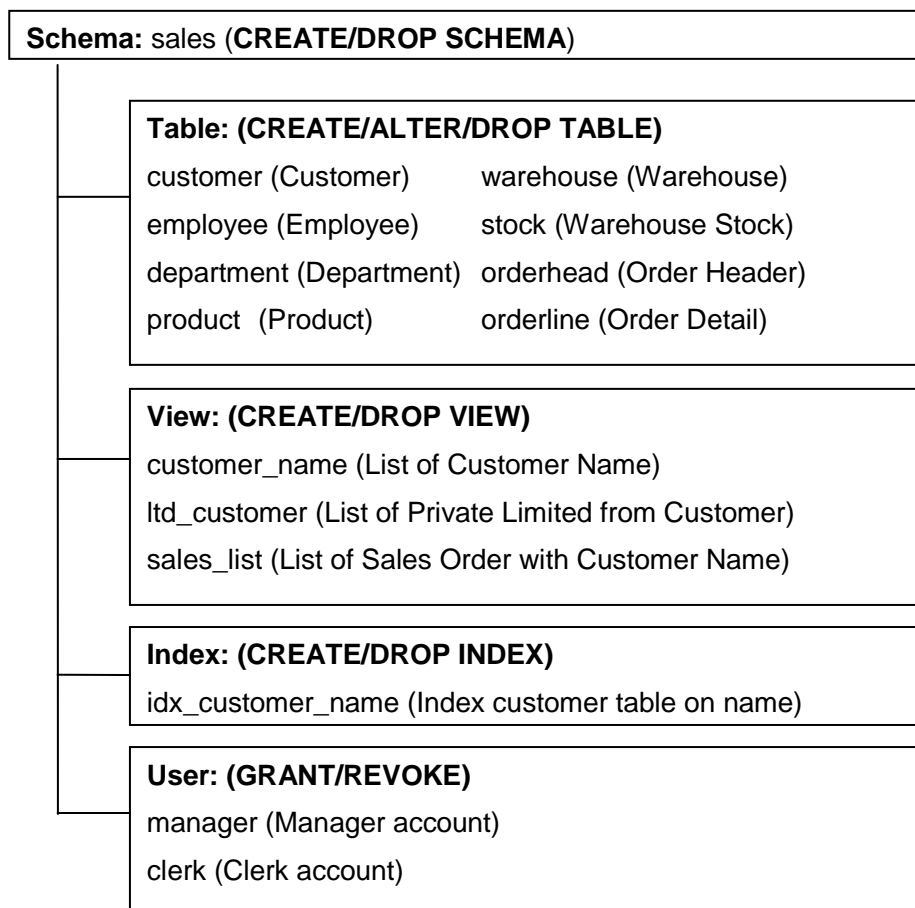 Schema: sales (CREATE/DROP SCHEMA)
Table: (CREATE/ALTER/DROP TABLE)
customer (Customer) warehouse (Warehouse)
employee (Employee) stock (Warehouse Stock)
department (Department) orderhead (Order Header)
product (Product) orderline (Order Detail)
View: (CREATE/DROP VIEW)
customer_name (List of Customer Name)
ltd_customer (List of Private Limited from Customer)
sales_list (List of Sales Order with Customer Name)
Index: (CREATE/DROP INDEX)
idx_customer_name (Index customer table on name)
User: (GRANT/REVOKE)
manager (Manager account)
clerk (Clerk account)